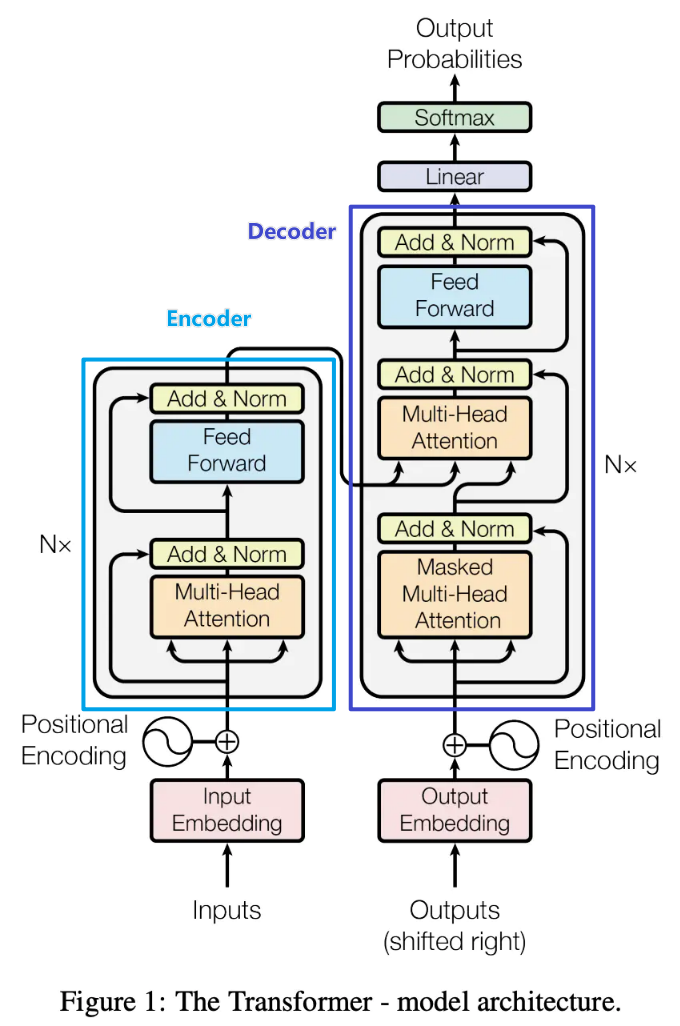 Output
Probabilities
Softmax
Linear
Decoder
Add & Norm
Feed
Forward
Add & Norm
Multi-Head
Attention
Add & Norm
Masked
Multi-Head
Attention
N×
Encoder
Add & Norm
Feed
Forward
Add & Norm
Multi-Head
Attention
N×
Positional
Encoding
Positional
Encoding
Input
Embedding
Output
Embedding
Inputs
Outputs
(shifted right)
Figure 1: The Transformer - model architecture.